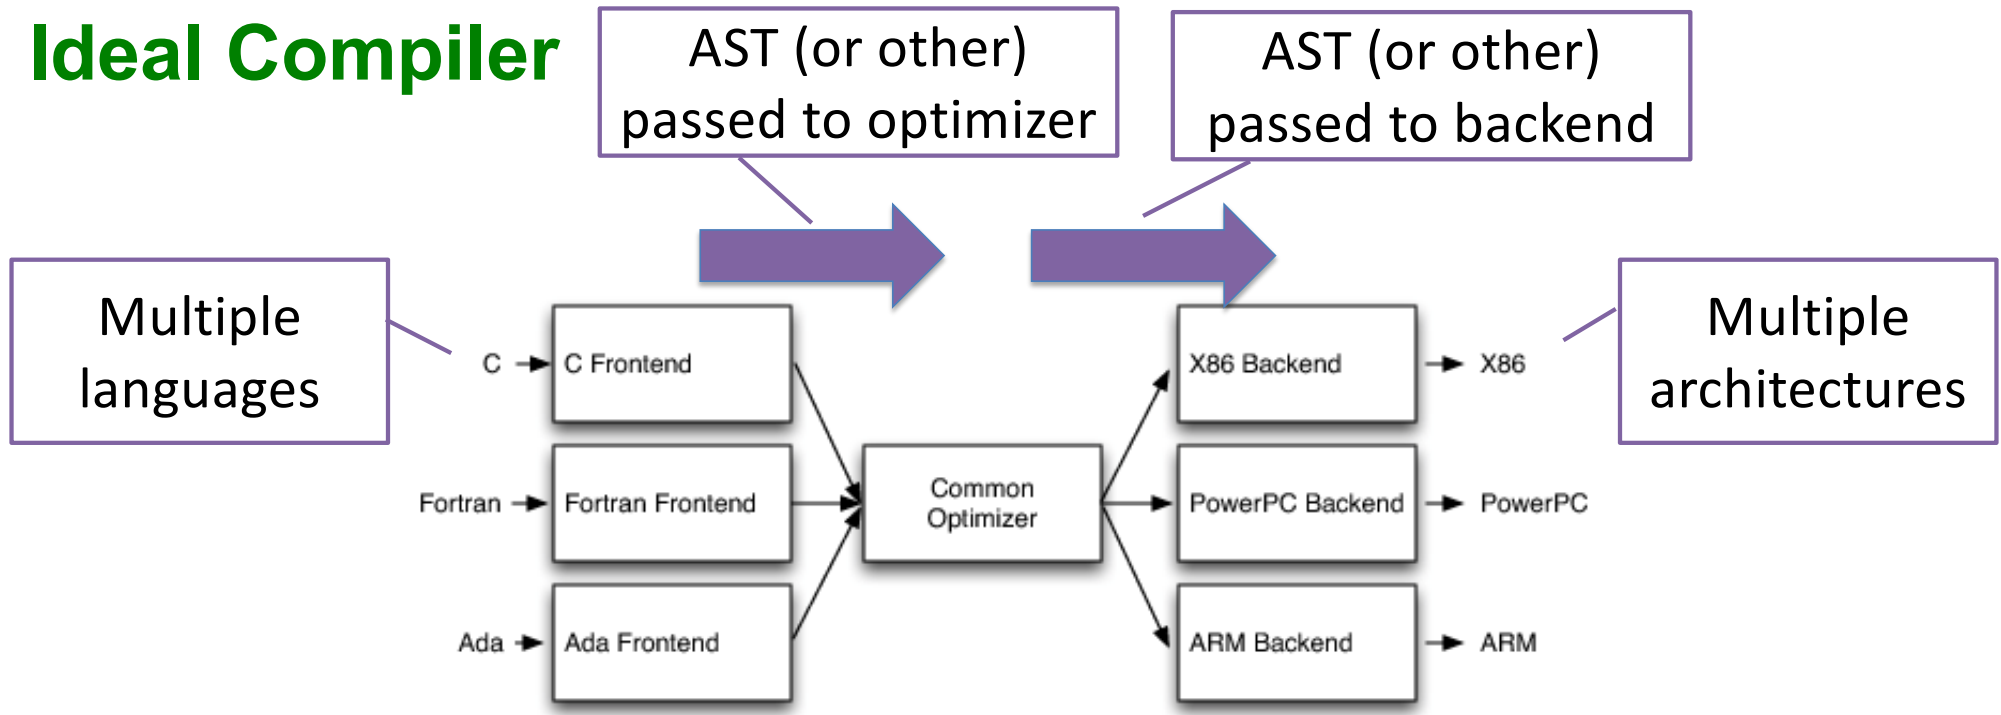 Ideal Compiler
AST (or other)
passed to optimizer
AST (or other)
passed to backend
Multiple
languages
Multiple
architectures
C
C Frontend
X86 Backend
X86
Fortran
Fortran Frontend
Common
Optimizer
PowerPC Backend
PowerPC
Ada
Ada Frontend
ARM Backend
ARM